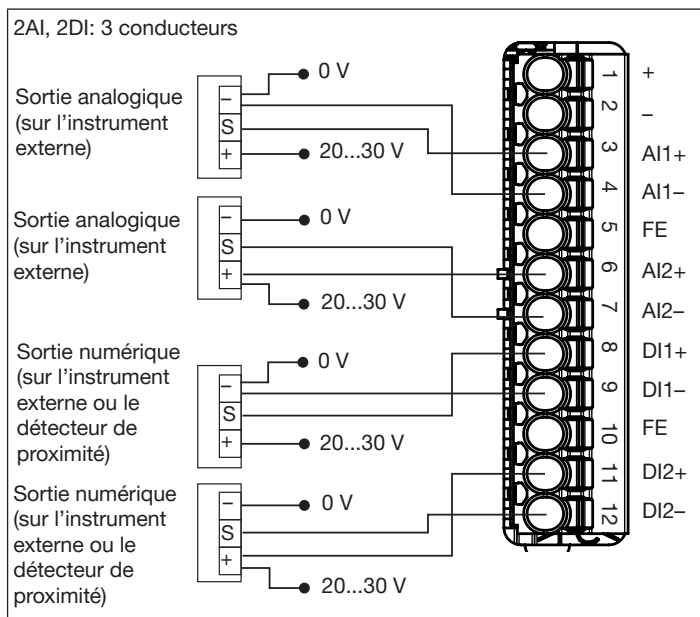 2AI, 2DI: 3 conducteurs
Sortie analogique
(sur l'instrument
externe)
–
S
+
0 V
20...30 V
Sortie analogique
(sur l'instrument
externe)
–
S
+
0 V
20...30 V
Sortie numérique
(sur l'instrument
externe ou le
détecteur de
proximité)
–
S
+
0 V
20...30 V
Sortie numérique
(sur l'instrument
externe ou le
détecteur de
proximité)
–
S
+
0 V
20...30 V
1 +
2 –
3 AI1+
4 AI1–
5 FE
6 AI2+
7 AI2–
8 DI1+
9 DI1–
10 FE
11 DI2+
12 DI2–